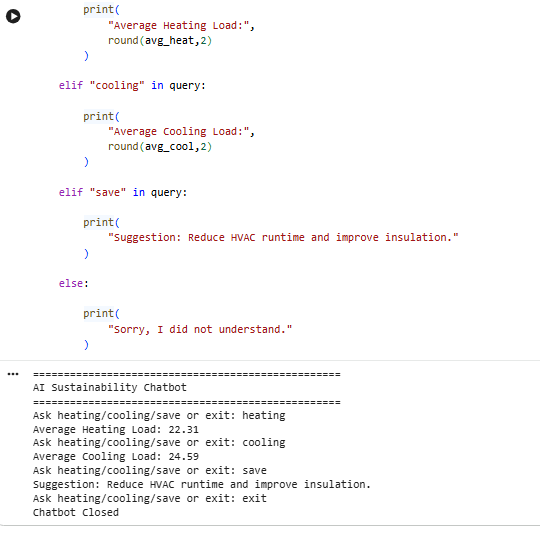 print(
"Average Heating Load:",
round(avg_heat,2)
)
elif "cooling" in query:
print(
"Average Cooling Load:",
round(avg_cool,2)
)
elif "save" in query:
print(
"Suggestion: Reduce HVAC runtime and improve insulation."
)
else:
print(
"Sorry, I did not understand."
)
==================================================
AI Sustainability Chatbot
==================================================
Ask heating/cooling/save or exit: heating
Average Heating Load: 22.31
Ask heating/cooling/save or exit: cooling
Average Cooling Load: 24.59
Ask heating/cooling/save or exit: save
Suggestion: Reduce HVAC runtime and improve insulation.
Ask heating/cooling/save or exit: exit
Chatbot Closed